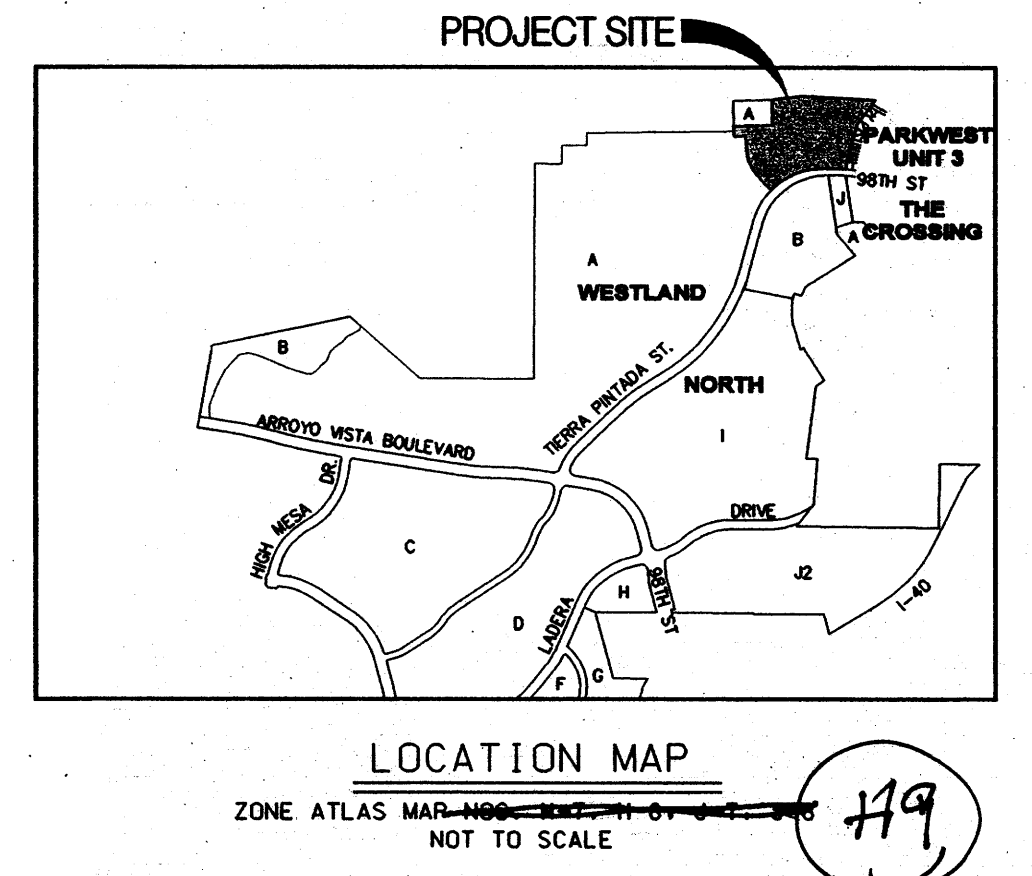 PROJECT SITE
A
PARKWEST
UNIT 3
98TH ST
J
THE
CROSSING
A
B
A
WESTLAND
TIERRA PINTADA ST.
NORTH
B
ARROYO VISTA BOULEVARD
I
HIGH MESA DR.
DRIVE
C
J2
I-40
H
98TH ST
D
LADERA
F
G
LOCATION MAP
ZONE ATLAS MAP
NOT TO SCALE
H9